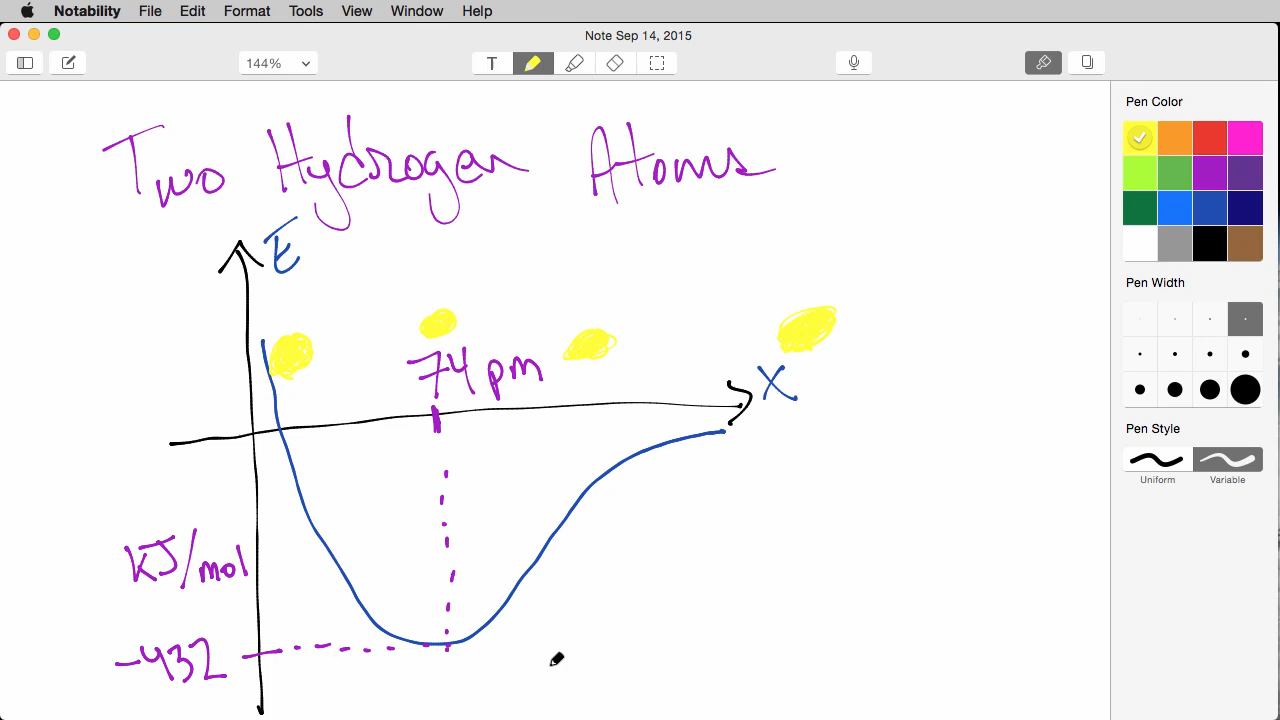 Notability File Edit Format Tools View Window Help
Note Sep 14, 2015
144% T
Pen Color
Two Hydrogen Atoms
E
Pen Width
74 pm
X
Pen Style
Uniform Variable
kJ/mol
-432